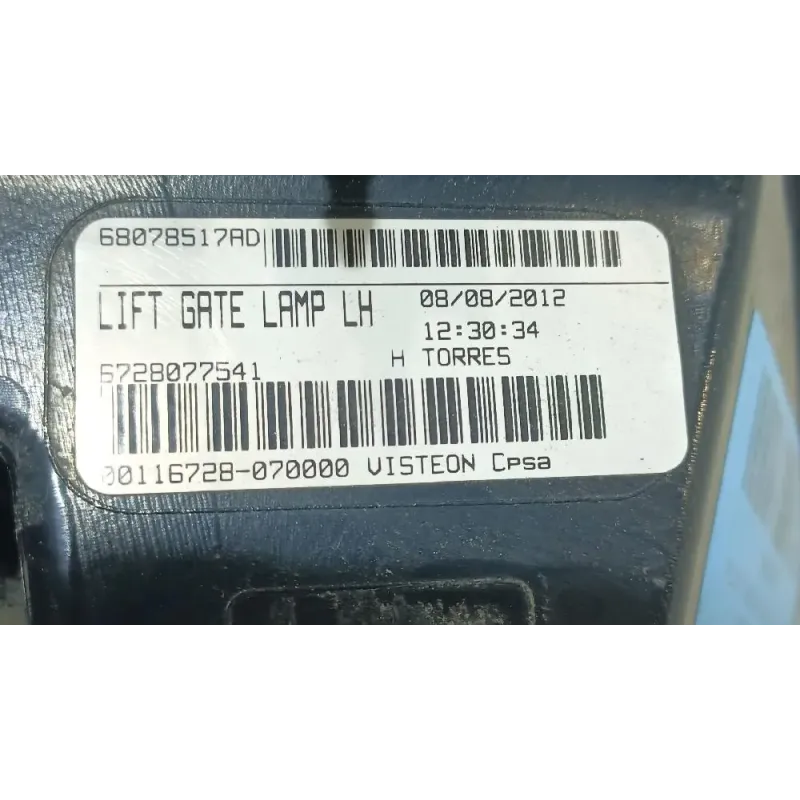 68078517AD
LIFT GATE LAMP LH 08/08/2012
12:30:34
H TORRES
6728077541
00116728-070000 VISTEON Cpsa